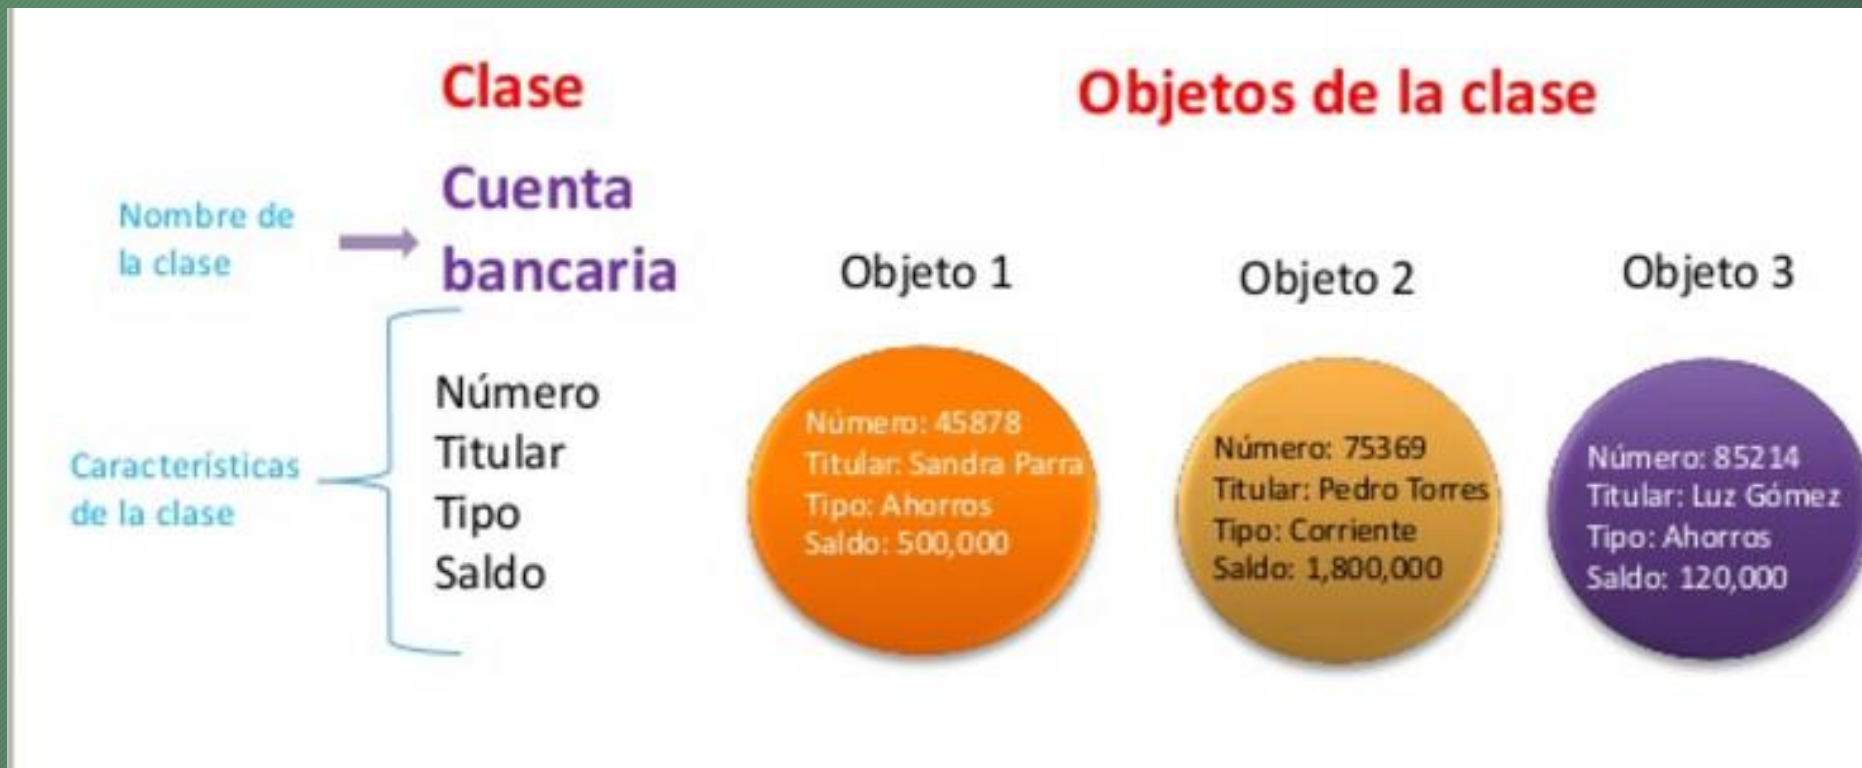 Clase
Objetos de la clase
Nombre de
la clase
Cuenta
bancaria
Características
de la clase
Número
Titular
Tipo
Saldo
Objeto 1
Número: 45878
Titular: Sandra Parra
Tipo: Ahorros
Saldo: 500,000
Objeto 2
Número: 75369
Titular: Pedro Torres
Tipo: Corriente
Saldo: 1,800,000
Objeto 3
Número: 85214
Titular: Luz Gómez
Tipo: Ahorros
Saldo: 120,000